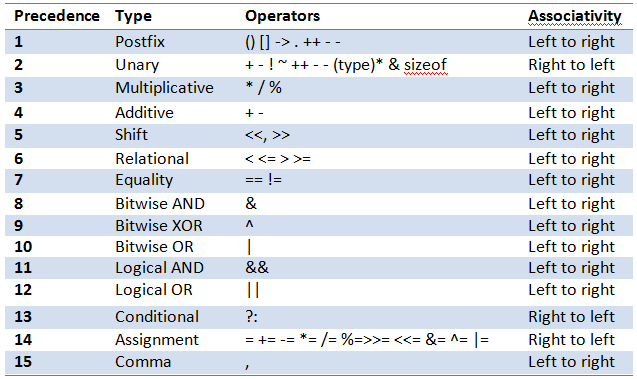 Precedence Type Operators Associativity
1 Postfix () [] -> . ++ - - Left to right
2 Unary + - ! ~ ++ - - (type)* & sizeof Right to left
3 Multiplicative * / % Left to right
4 Additive + - Left to right
5 Shift <<, >> Left to right
6 Relational < <= > >= Left to right
7 Equality == != Left to right
8 Bitwise AND & Left to right
9 Bitwise XOR ^ Left to right
10 Bitwise OR | Left to right
11 Logical AND && Left to right
12 Logical OR || Left to right
13 Conditional ?: Right to left
14 Assignment = += -= *= /= %=>>= <<= &= ^= |= Right to left
15 Comma , Left to right